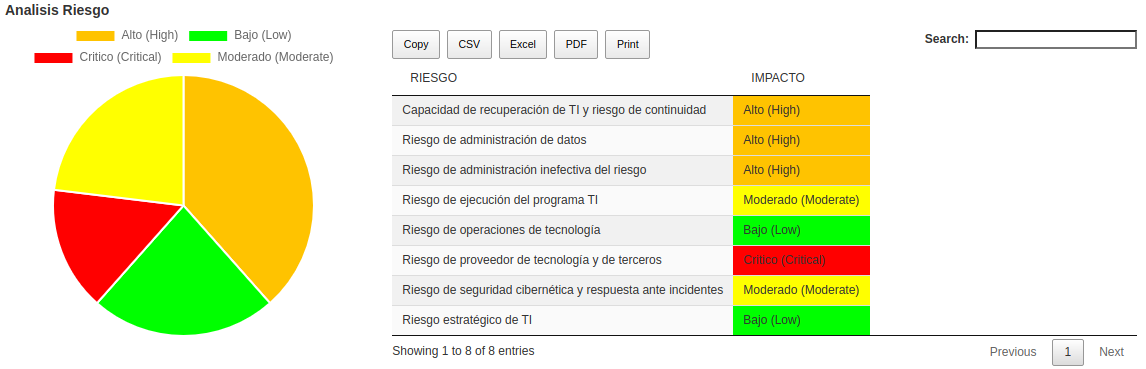 Analisis Riesgo
Alto (High) Bajo (Low)
Critico (Critical) Moderado (Moderate)
Copy CSV Excel PDF Print Search:
RIESGO IMPACTO
Capacidad de recuperación de TI y riesgo de continuidad Alto (High)
Riesgo de administración de datos Alto (High)
Riesgo de administración inefectiva del riesgo Alto (High)
Riesgo de ejecución del programa TI Moderado (Moderate)
Riesgo de operaciones de tecnología Bajo (Low)
Riesgo de proveedor de tecnología y de terceros Critico (Critical)
Riesgo de seguridad cibernética y respuesta ante incidentes Moderado (Moderate)
Riesgo estratégico de TI Bajo (Low)
Showing 1 to 8 of 8 entries Previous 1 Next